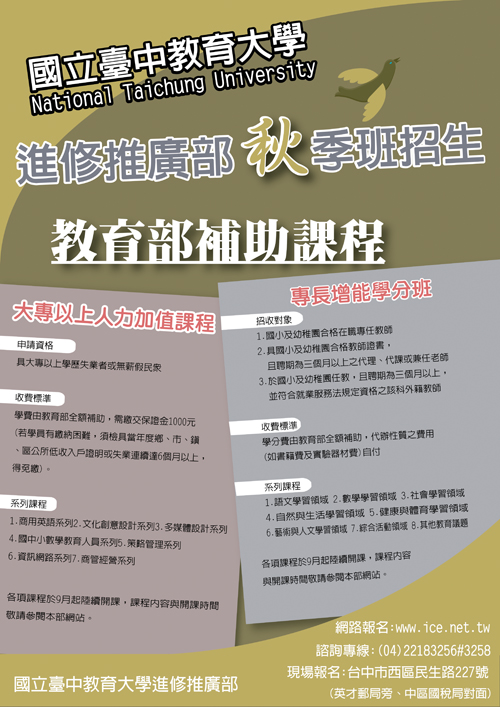 國立臺中教育大學
National Taichung University
進修推廣部 秋季班招生
教育部補助課程
大專以上人力加值課程
申請資格
具大專以上學歷失業者或無薪假民眾
收費標準
學費由教育部全額補助，需繳交保證金1000元
(若學員有繳納困難，須檢具當年度鄉、市、鎮
、區公所低收入戶證明或失業連續達6個月以上，
得免繳)。
系列課程
1.商用英語系列2.文化創意設計系列3.多媒體設計系列
4.國中小數學教育人員系列5.策略管理系列
6.資訊網路系列7.商管經營系列
各項課程於9月起陸續開課，課程內容與開課時間
敬請參閱本部網站。
專長增能學分班
招收對象
1.國小及幼稚園合格在職專任教師
2.具國小及幼稚園合格教師證書，
且聘期為三個月以上之代理、代課或兼任老師
3.於國小及幼稚園任教，且聘期為三個月以上，
並符合就業服務法規定資格之該科外籍教師
收費標準
學分費由教育部全額補助，代辦性質之費用
(如書籍費及實驗器材費)自付
系列課程
1.語文學習領域 2.數學學習領域 3.社會學習領域
4.自然與生活學習領域 5.健康與體育學習領域
6.藝術與人文學習領域 7.綜合活動領域 8.其他教育議題
各項課程於9月起陸續開課，課程內容
與開課時間敬請參閱本部網站。
網路報名:www.ice.net.tw
諮詢專線:(04)22183256#3258
現場報名:台中市西區民生路227號
(英才郵局旁、中區國稅局對面)
國立臺中教育大學進修推廣部